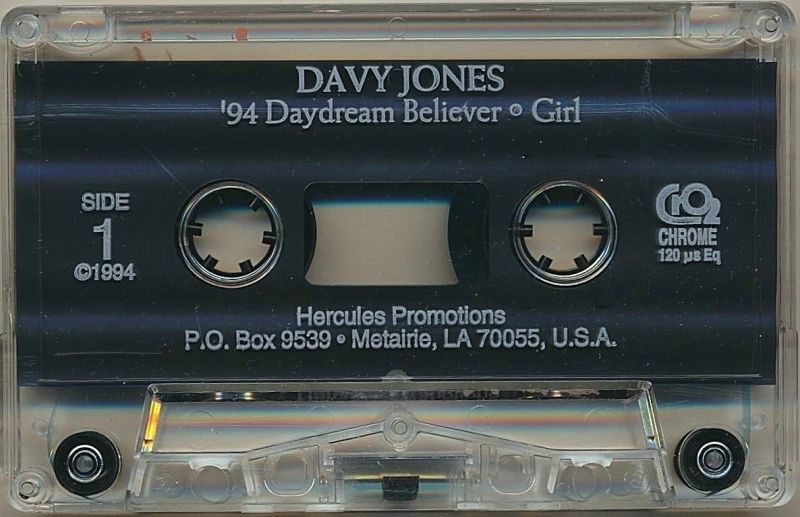 DAVY JONES
'94 Daydream Believer • Girl
SIDE
1
©1994
CrO2
CHROME
120 µs Eq
Hercules Promotions
P.O. Box 9539 • Metairie, LA 70055, U.S.A.